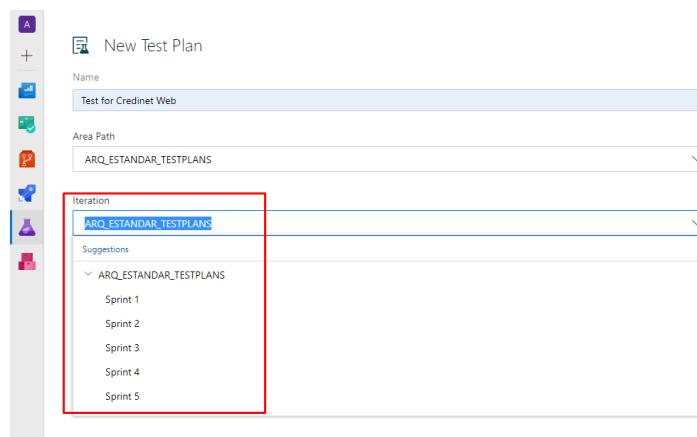 A
New Test Plan
Name
Test for Credinet Web
Area Path
ARQ_ESTANDAR_TESTPLANS
Iteration
ARQ_ESTANDAR_TESTPLANS
Suggestions
ARQ_ESTANDAR_TESTPLANS
Sprint 1
Sprint 2
Sprint 3
Sprint 4
Sprint 5